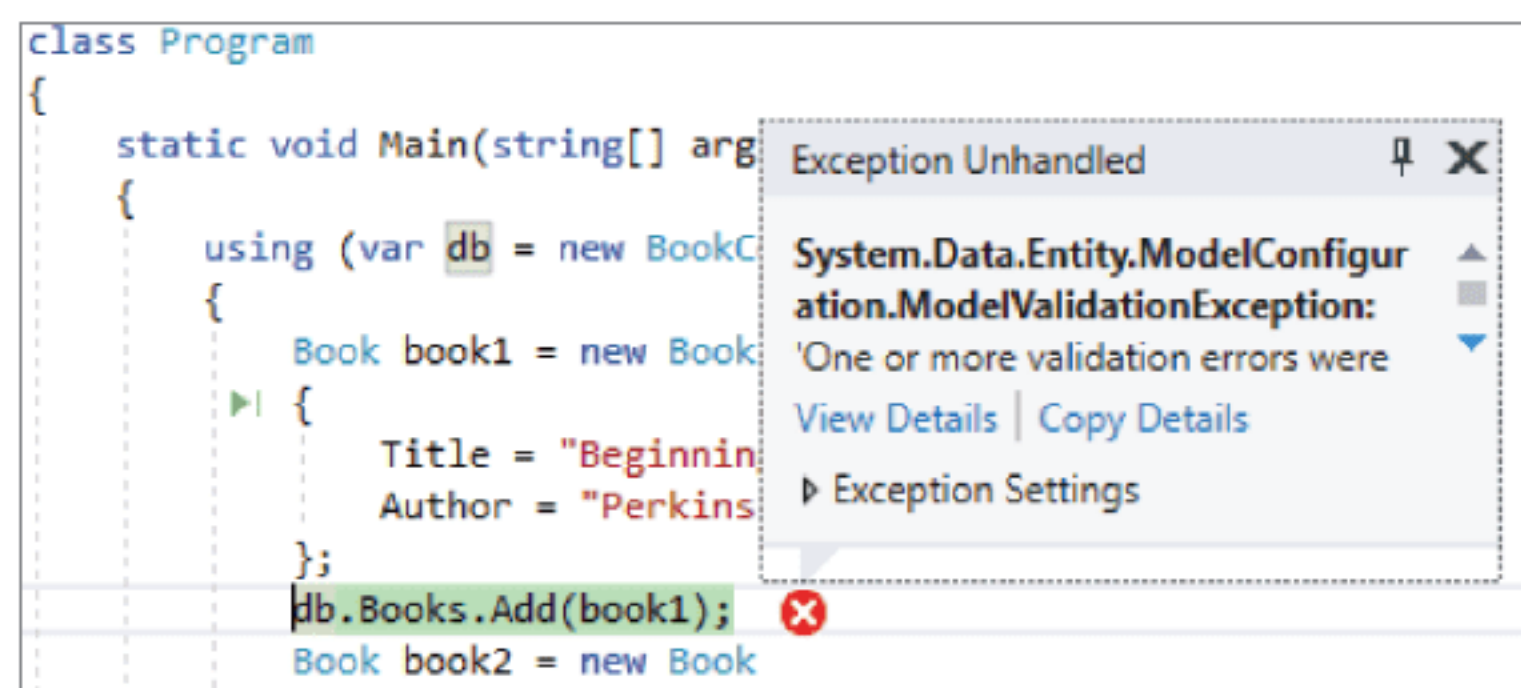 class Program
{
static void Main(string[] arg
{
using (var db = new BookC
{
Book book1 = new Book
{
Title = "Beginnin
Author = "Perkins
};
db.Books.Add(book1);
Book book2 = new Book
Exception Unhandled
System.Data.Entity.ModelConfigur
ation.ModelValidationException:
'One or more validation errors were
View Details | Copy Details
Exception Settings